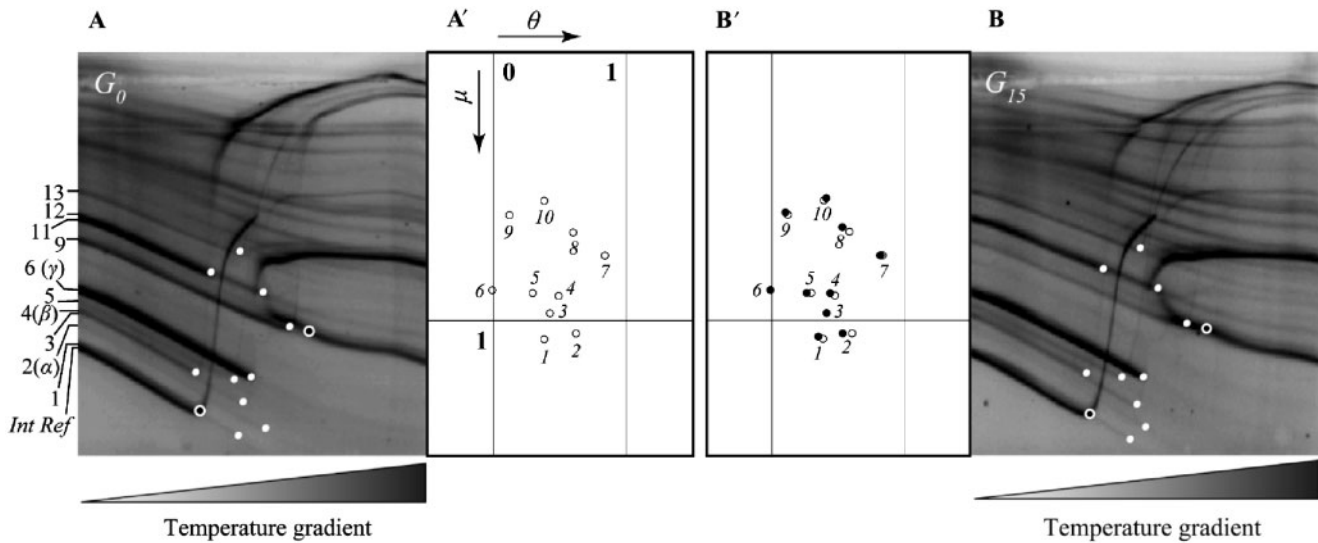 A
A′
θ
B′
B
G0
0
1
μ
G15
13
12
11
9
6 (γ)
5
4(β)
3
2(α)
1
Int Ref
10
9
8
7
6
5
4
3
1
1
2
10
9
8
7
6
5
4
3
1
2
Temperature gradient
Temperature gradient